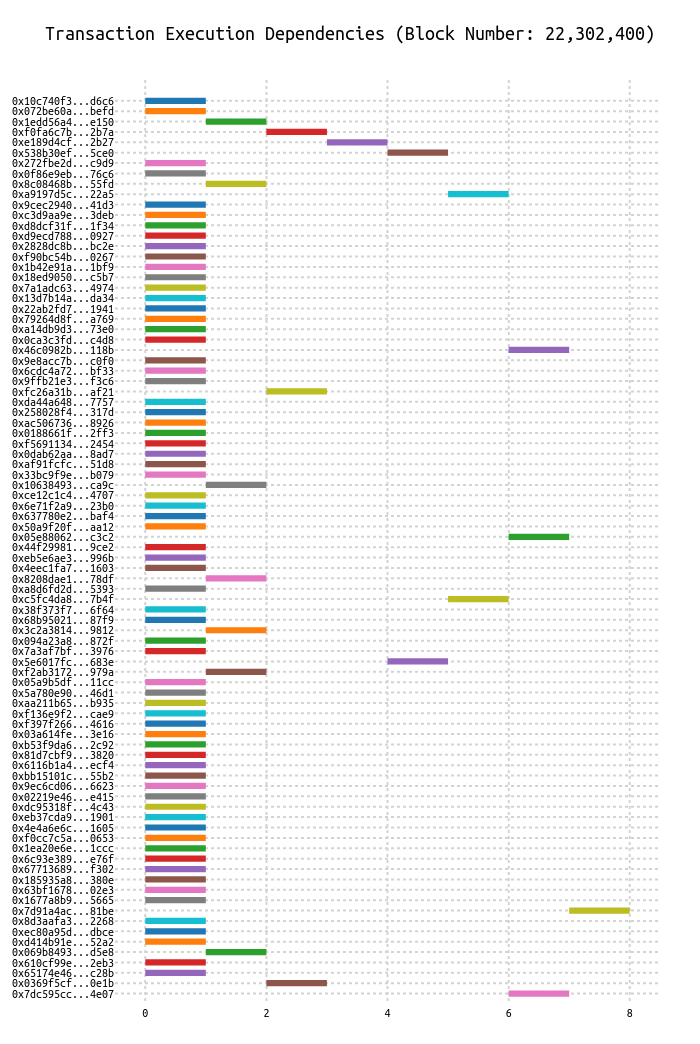 Transaction Execution Dependencies (Block Number: 22,302,400)
0x10c740f3...d6c6
0x072be60a...befd
0x1edd56a4...e150
0xf0fa6c7b...2b7a
0xe189d4cf...2b27
0x538b30ef...5ce0
0x272fbe2d...c9d9
0x0f86e9eb...76c6
0x8c08468b...55fd
0xa9197d5c...22a5
0x9cec2940...41d3
0xc3d9aa9e...3deb
0xd8dcf31f...1f34
0xd9ecd788...0927
0x2828dc8b...bc2e
0xf90bc54b...0267
0x1b42e91a...1bf9
0x18ed9050...c5b7
0x7a1adc63...4974
0x13d7b14a...da34
0x22ab2fd7...1941
0x79264d8f...a769
0xa14db9d3...73e0
0x0ca3c3fd...c4d8
0x46c0982b...118b
0x9e8acc7b...c0f0
0x6cdc4a72...bf33
0x9ffb21e3...f3c6
0xfc26a31b...af21
0xda44a648...7757
0x258028f4...317d
0xac506736...8926
0x0188661f...2ff3
0xf5691134...2454
0x0dab62aa...8ad7
0xaf91fcfc...51d8
0x33bc9f9e...b079
0x10638493...ca9c
0xce12c1c4...4707
0x6e71f2a9...23b0
0x637780e2...baf4
0x50a9f20f...aa12
0x05e88062...c3c2
0x44f29981...9ce2
0xeb5e6ae3...996b
0x4eec1fa7...1603
0x8208dae1...78df
0xa8d6fd2d...5393
0xc5fc4da8...7b4f
0x38f373f7...6f64
0x68b95021...87f9
0x3c2a3814...9812
0x094a23a8...872f
0x7a3af7bf...3976
0x5e6017fc...683e
0xf2ab3172...979a
0x05a9b5df...11cc
0x5a780e90...46d1
0xaa211b65...b935
0xf136e9f2...cae9
0xf397f266...4616
0x03a614fe...3e16
0xb53f9da6...2c92
0x81d7cbf9...3820
0x6116b1a4...ecf4
0xbb15101c...55b2
0x9ec6cd06...6623
0x02219e46...e415
0xdc95318f...4c43
0xeb37cda9...1901
0x4e4a6e6c...1605
0xf0cc7c5a...0653
0x1ea20e6e...1ccc
0x6c93e389...e76f
0x67713689...f302
0x185935a8...380e
0x63bf1678...02e3
0x1677a8b9...5665
0x7d91a4ac...81be
0x8d3aafa3...2268
0xec80a95d...dbce
0xd414b91e...52a2
0x069b8493...d5e8
0x610cf99e...2eb3
0x65174e46...c28b
0x0369f5cf...0e1b
0x7dc595cc...4e07
0 2 4 6 8